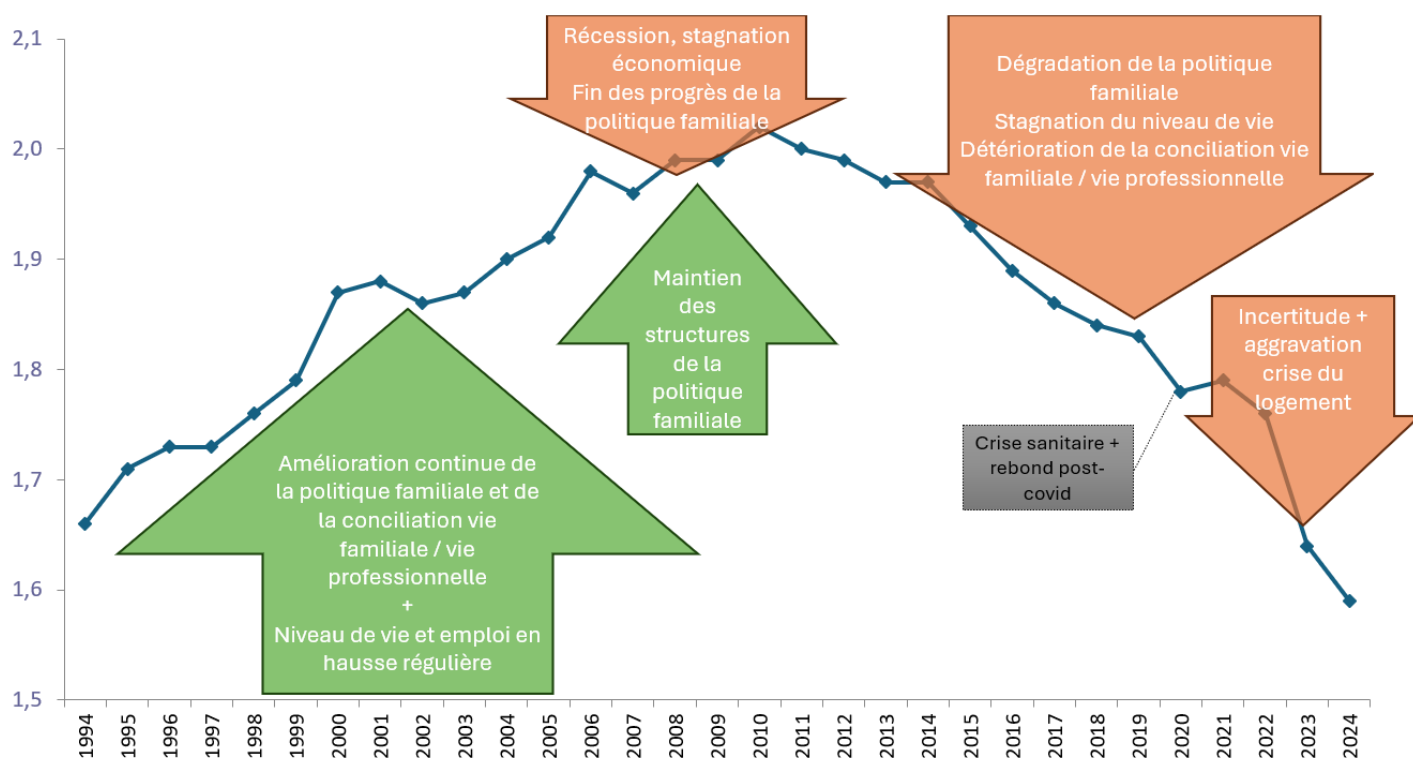 2,1
2,0
1,9
1,8
1,7
1,6
1,5
Récession, stagnation
économique
Fin des progrès de la
politique familiale
Dégradation de la politique
familiale
Stagnation du niveau de vie
Détérioration de la conciliation vie
familiale / vie professionnelle
Maintien
des
structures
de la
politique
familiale
Incertitude +
aggravation
crise du
logement
Crise sanitaire +
rebond post-
covid
Amélioration continue de
la politique familiale et de
la conciliation vie
familiale / vie
professionnelle
+
Niveau de vie et emploi en
hausse régulière
1994
1995
1996
1997
1998
1999
2000
2001
2002
2003
2004
2005
2006
2007
2008
2009
2010
2011
2012
2013
2014
2015
2016
2017
2018
2019
2020
2021
2022
2023
2024